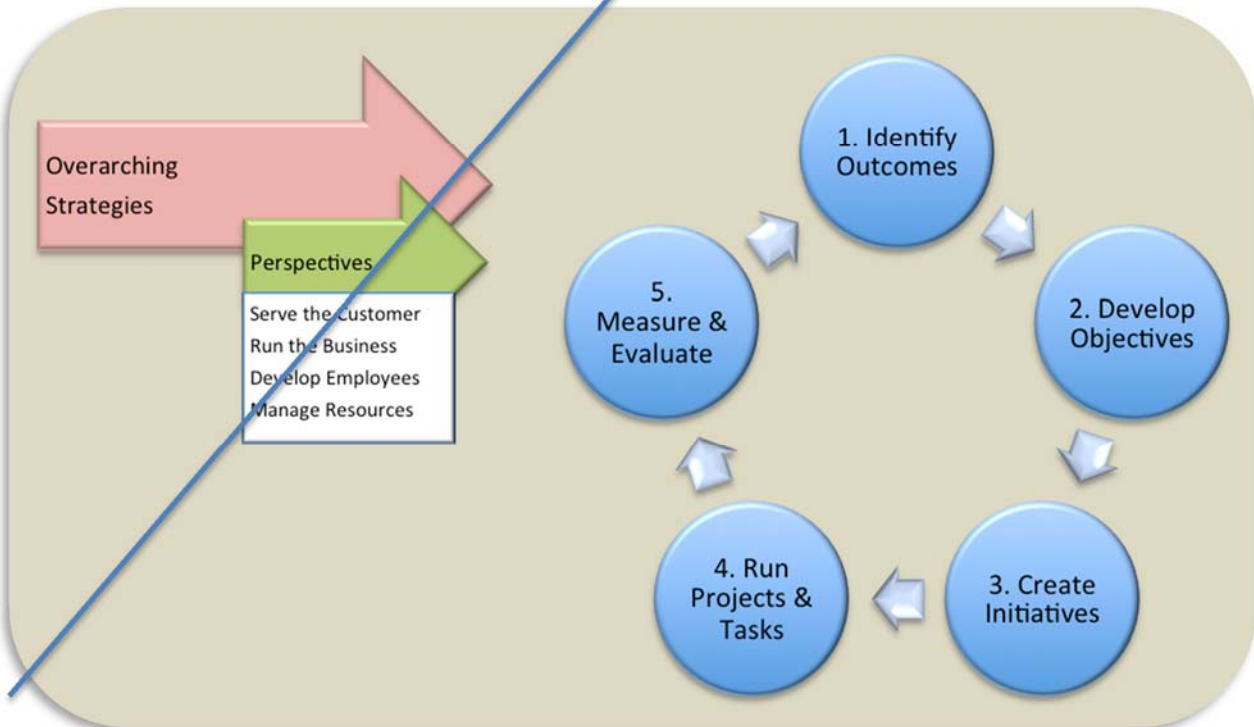 Overarching
Strategies
Perspectives
Serve the Customer
Run the Business
Develop Employees
Manage Resources
1. Identify
Outcomes
2. Develop
Objectives
3. Create
Initiatives
4. Run
Projects &
Tasks
5.
Measure &
Evaluate